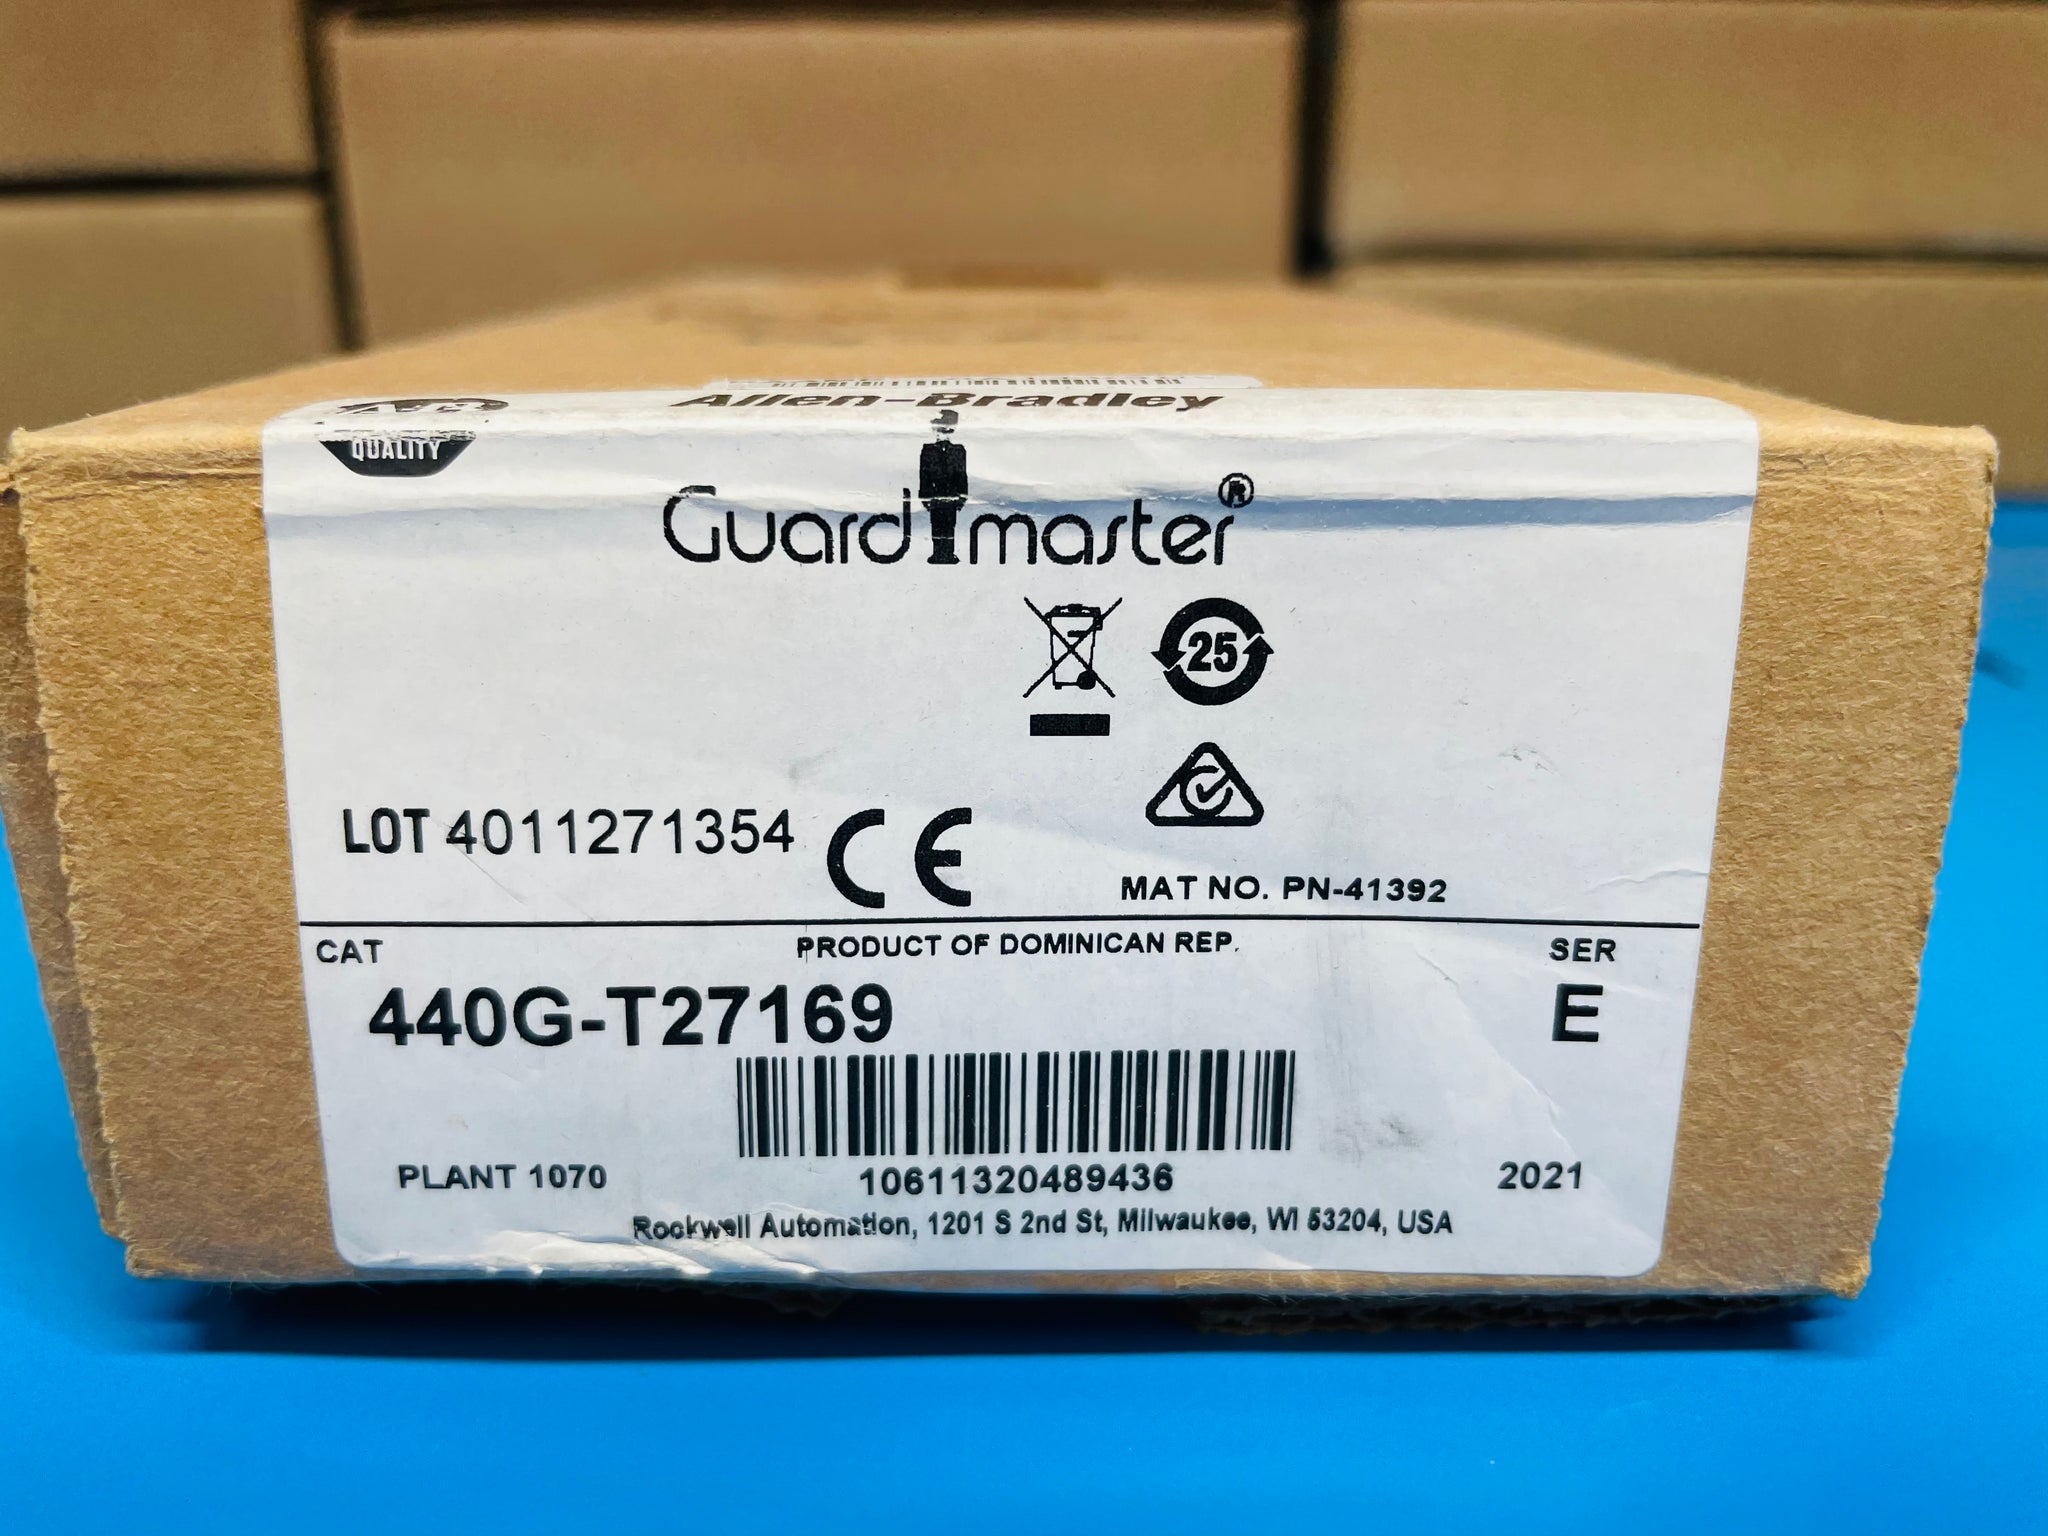 Allen-Bradley
QUALITY
Guardmaster®
25
LOT 4011271354 CE
MAT NO. PN-41392
CAT PRODUCT OF DOMINICAN REP. SER
440G-T27169 E
PLANT 1070 10611320489436 2021
Rockwell Automation, 1201 S 2nd St, Milwaukee, WI 53204, USA